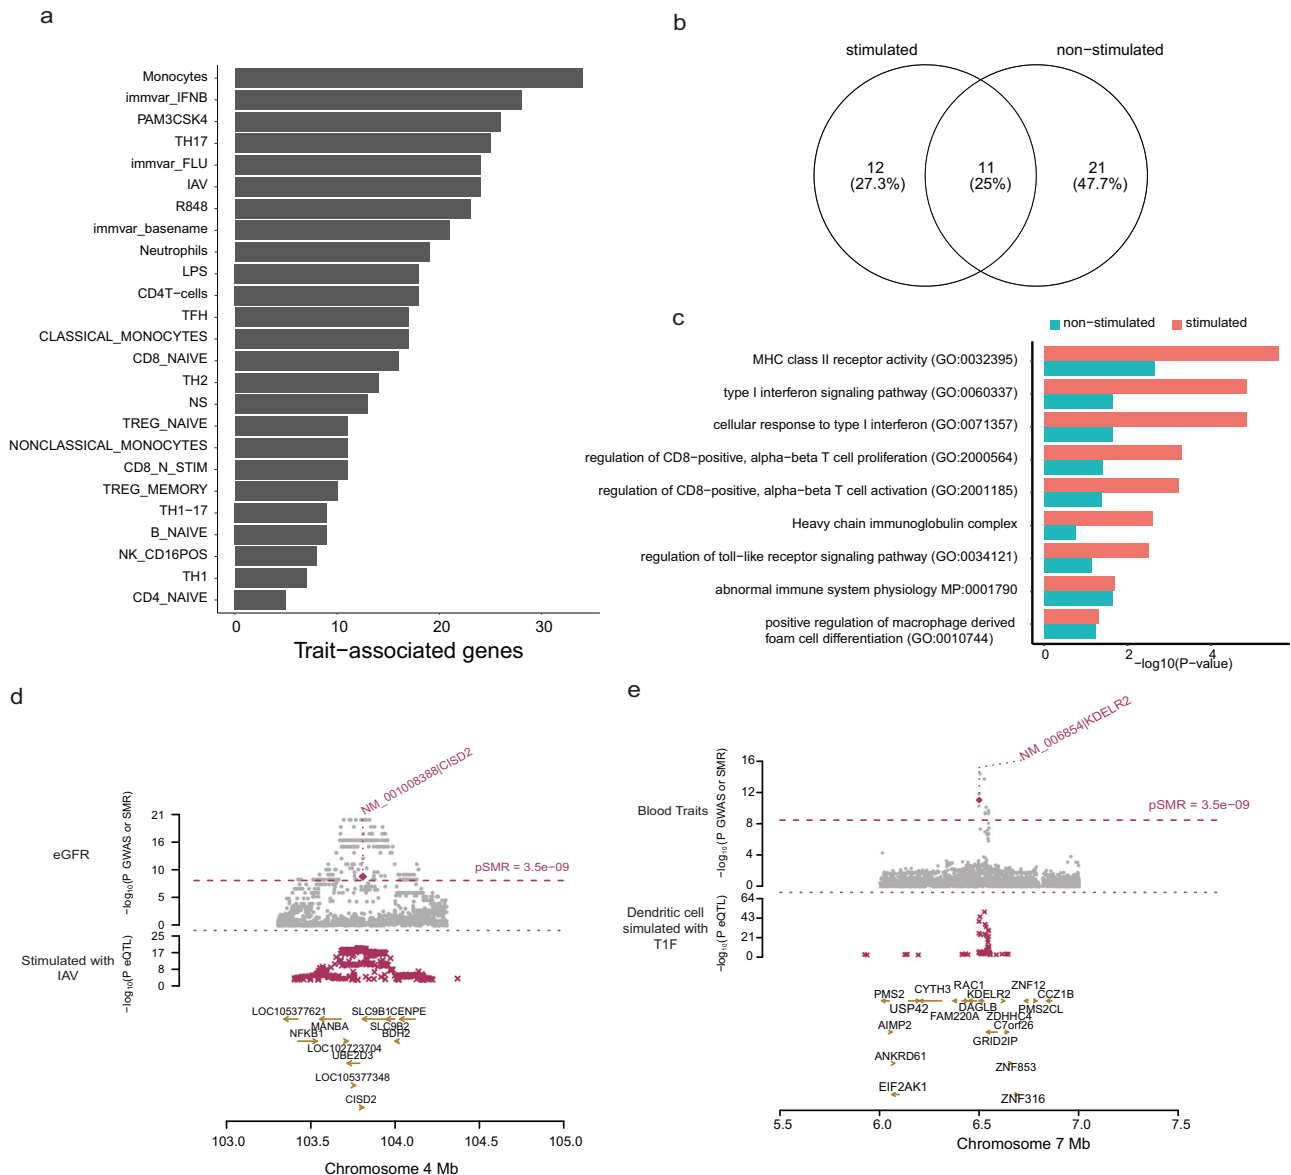 a
Monocytes
immvar_IFNB
PAM3CSK4
TH17
immvar_FLU
IAV
R848
immvar_basename
Neutrophils
LPS
CD4T−cells
TFH
CLASSICAL_MONOCYTES
CD8_NAIVE
TH2
NS
TREG_NAIVE
NONCLASSICAL_MONOCYTES
CD8_N_STIM
TREG_MEMORY
TH1−17
B_NAIVE
NK_CD16POS
TH1
CD4_NAIVE
0 10 20 30
Trait−associated genes
b
stimulated non−stimulated
12 11 21
(27.3%) (25%) (47.7%)
c
non−stimulated stimulated
MHC class II receptor activity (GO:0032395)
type I interferon signaling pathway (GO:0060337)
cellular response to type I interferon (GO:0071357)
regulation of CD8−positive, alpha−beta T cell proliferation (GO:2000564)
regulation of CD8−positive, alpha−beta T cell activation (GO:2001185)
Heavy chain immunoglobulin complex
regulation of toll−like receptor signaling pathway (GO:0034121)
abnormal immune system physiology MP:0001790
positive regulation of macrophage derived
foam cell differentiation (GO:0010744)
0 2 4
−log10(P−value)
d
NM_001008388|CISD2
eGFR
−log10(P GWAS or SMR)
21
16
10
5
0
pSMR = 3.5e−09
Stimulated with
IAV
−log10(P eQTL)
25
17
8
0
LOC105377621 SLC9B1 CENPE
MANBA SLC9B2
NFKB1 BDH2
LOC102723704
UBE2D3
LOC105377348
CISD2
103.0 103.5 104.0 104.5 105.0
Chromosome 4 Mb
e
NM_006854|KDELR2
Blood Traits
−log10(P GWAS or SMR)
16
12
8
4
0
pSMR = 3.5e−09
Dendritic cell
simulated with
T1F
−log10(P eQTL)
64
43
21
0
CYTH3 RAC1 ZNF12
PMS2 KDELR2 CCZ1B
USP42 DAGLB PMS2CL
FAM220A ZDHHC4
AIMP2 C7orf26
GRID2IP
ANKRD61 ZNF853
EIF2AK1 ZNF316
5.5 6.0 6.5 7.0 7.5
Chromosome 7 Mb